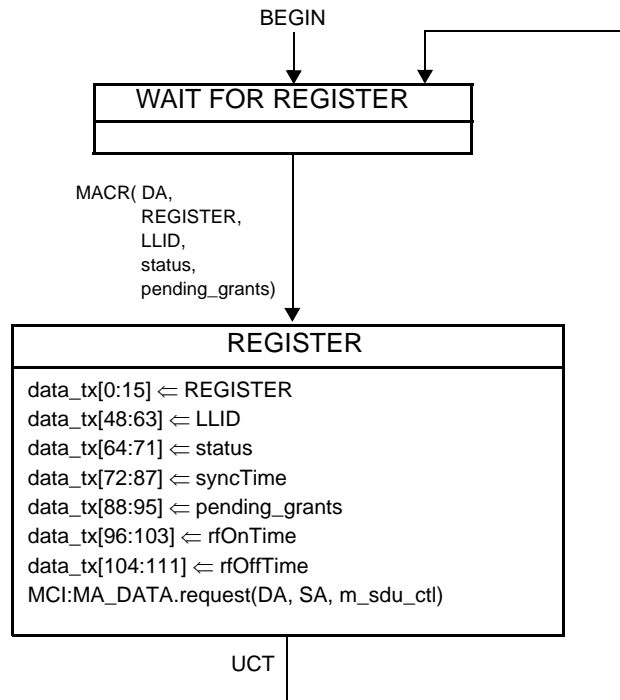 BEGIN
WAIT FOR REGISTER
MACR( DA,
REGISTER,
LLID,
status,
pending_grants)
REGISTER
data_tx[0:15] ⇐ REGISTER
data_tx[48:63] ⇐ LLID
data_tx[64:71] ⇐ status
data_tx[72:87] ⇐ syncTime
data_tx[88:95] ⇐ pending_grants
data_tx[96:103] ⇐ rfOnTime
data_tx[104:111] ⇐ rfOffTime
MCI:MA_DATA.request(DA, SA, m_sdu_ctl)
UCT